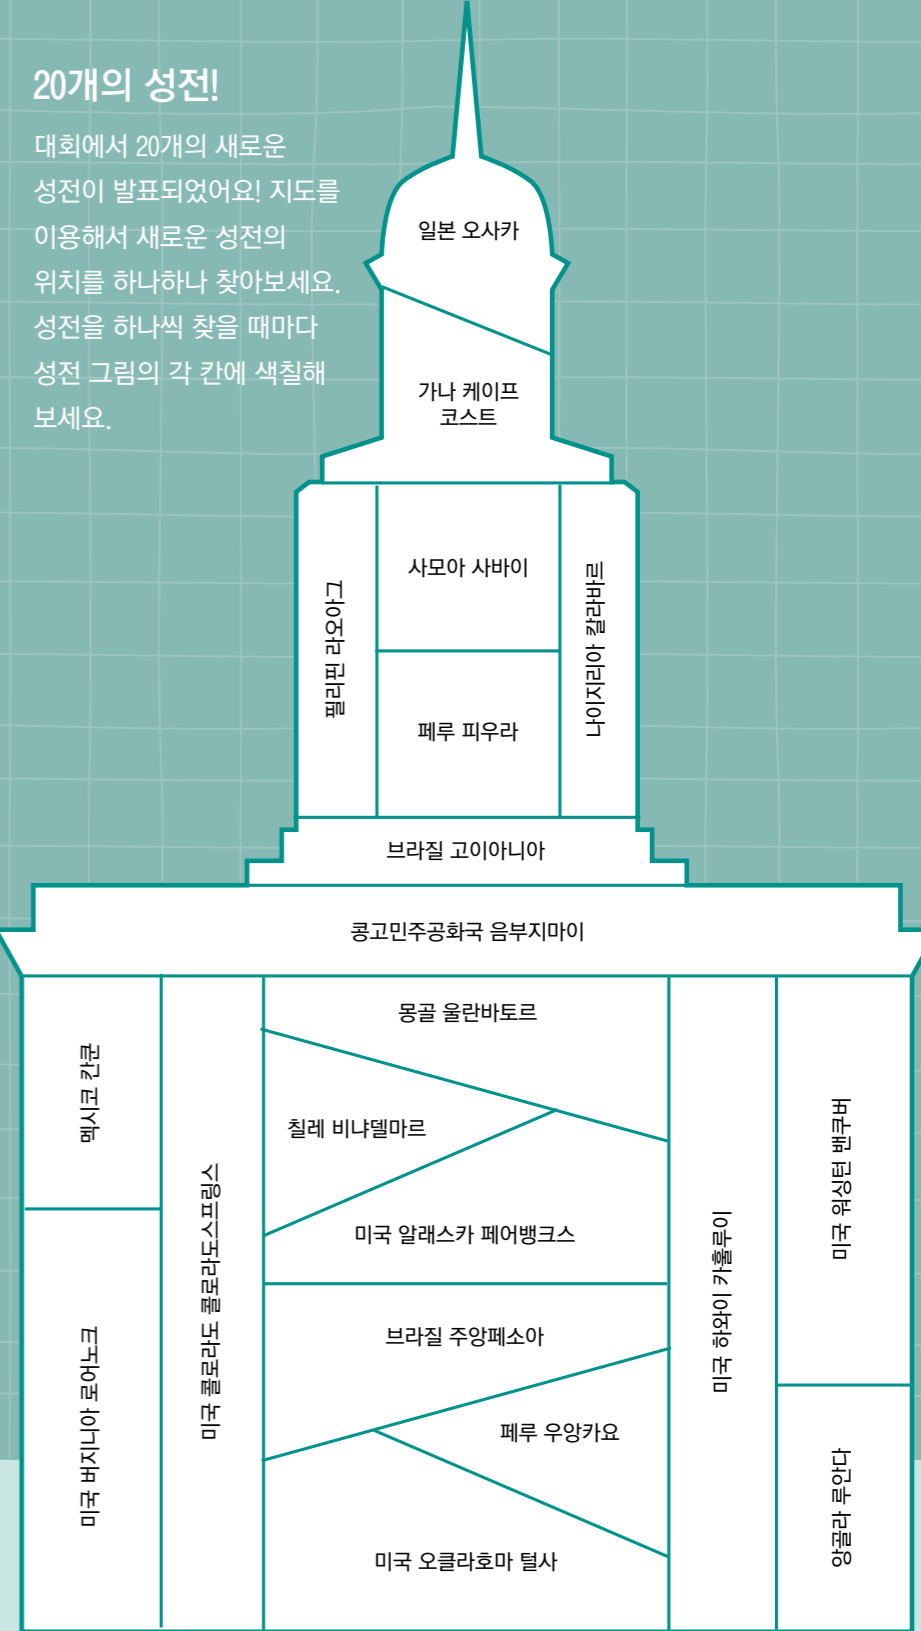 20개의 성전!
대회에서 20개의 새로운
성전이 발표되었어요! 지도를
이용해서 새로운 성전의
위치를 하나하나 찾아보세요.
성전을 하나씩 찾을 때마다
성전 그림의 각 칸에 색칠해
보세요.
일본 오사카
가나 케이프
코스트
필리핀 라오아그
사모아 사바이
나이지리아 칼라바르
페루 피우라
브라질 고이아니아
콩고민주공화국 음부지마이
멕시코 칸쿤
미국 버지니아 로어노크
미국 콜로라도 콜로라도스프링스
몽골 울란바토르
칠레 비냐델마르
미국 알래스카 페어뱅크스
브라질 주앙페소아
페루 우앙카요
미국 오클라호마 털사
미국 하와이 카훌루이
미국 워싱턴 밴쿠버
앙골라 루안다